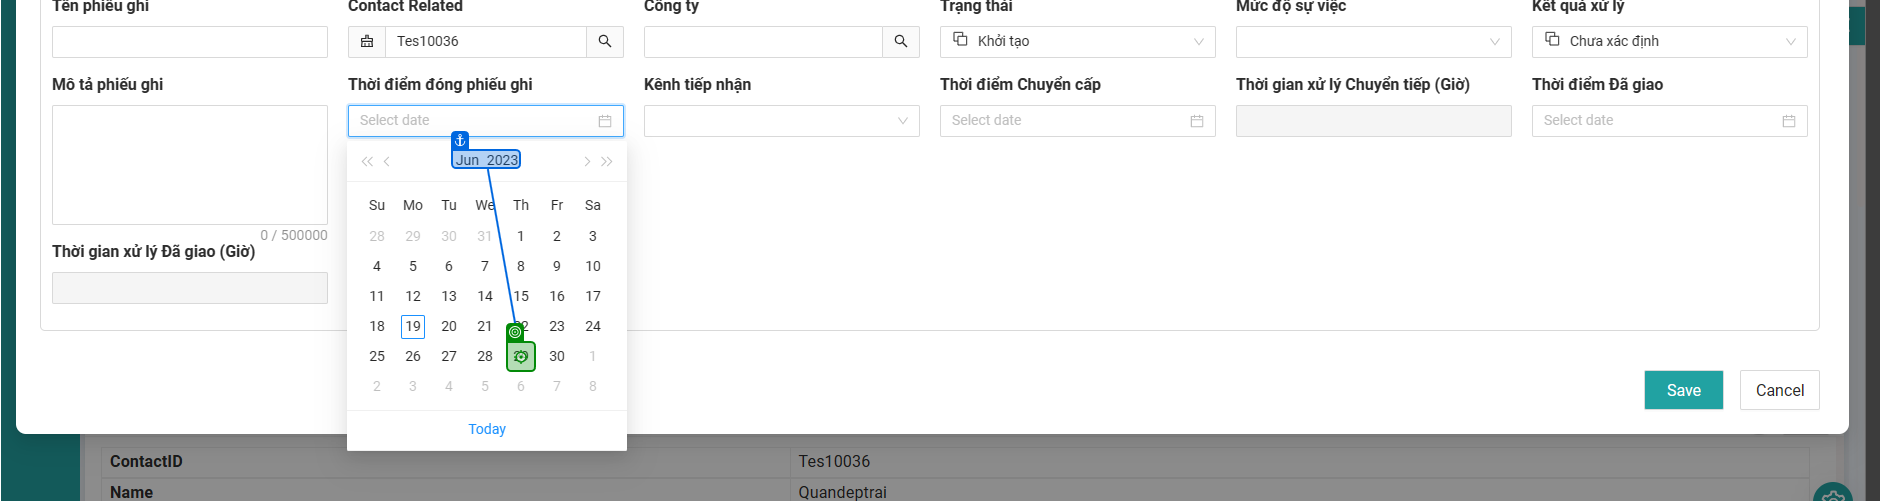 Tên phiếu ghi
Contact Related
Công ty
Trạng thái
Mức độ sự việc
Kết quả xử lý
Tes10036
Khởi tạo
Chưa xác định
Mô tả phiếu ghi
Thời điểm đóng phiếu ghi
Kênh tiếp nhận
Thời điểm Chuyển cấp
Thời gian xử lý Chuyển tiếp (Giờ)
Thời điểm Đã giao
Select date
Select date
Select date
0 / 500000
Thời gian xử lý Đã giao (Giờ)
Jun 2023
Su Mo Tu We Th Fr Sa
28 29 30 31 1 2 3
4 5 6 7 8 9 10
11 12 13 14 15 16 17
18 19 20 21 22 23 24
25 26 27 28 30 1
2 3 4 5 6 7 8
Today
Save
Cancel
ContactID
Tes10036
Name
Quandeptrai